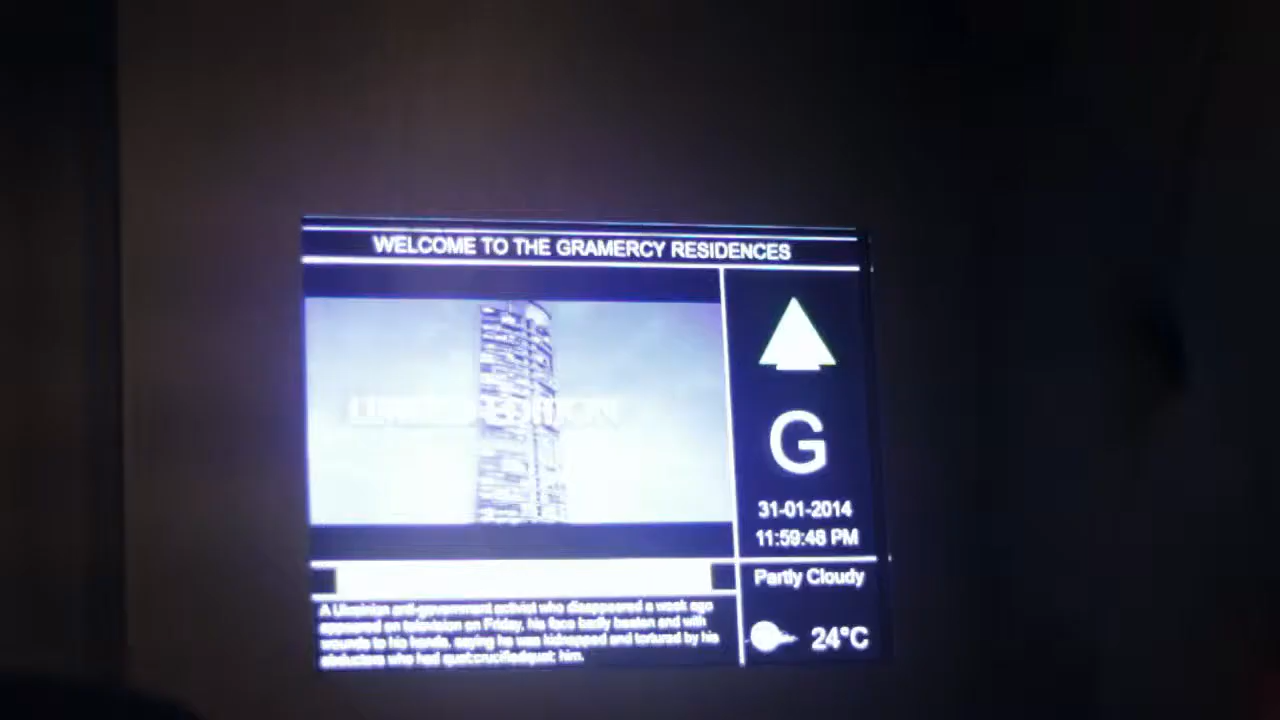 WELCOME TO THE GRAMERCY RESIDENCES
G
31-01-2014
11:59:48 PM
Partly Cloudy
24°C
A Ukrainian anti-government activist who disappeared a week ago
appeared on television on Friday, his face badly beaten and with
wounds to his hands, saying he was kidnapped and tortured by his
abductors who had quot;crucifiedquot; him.